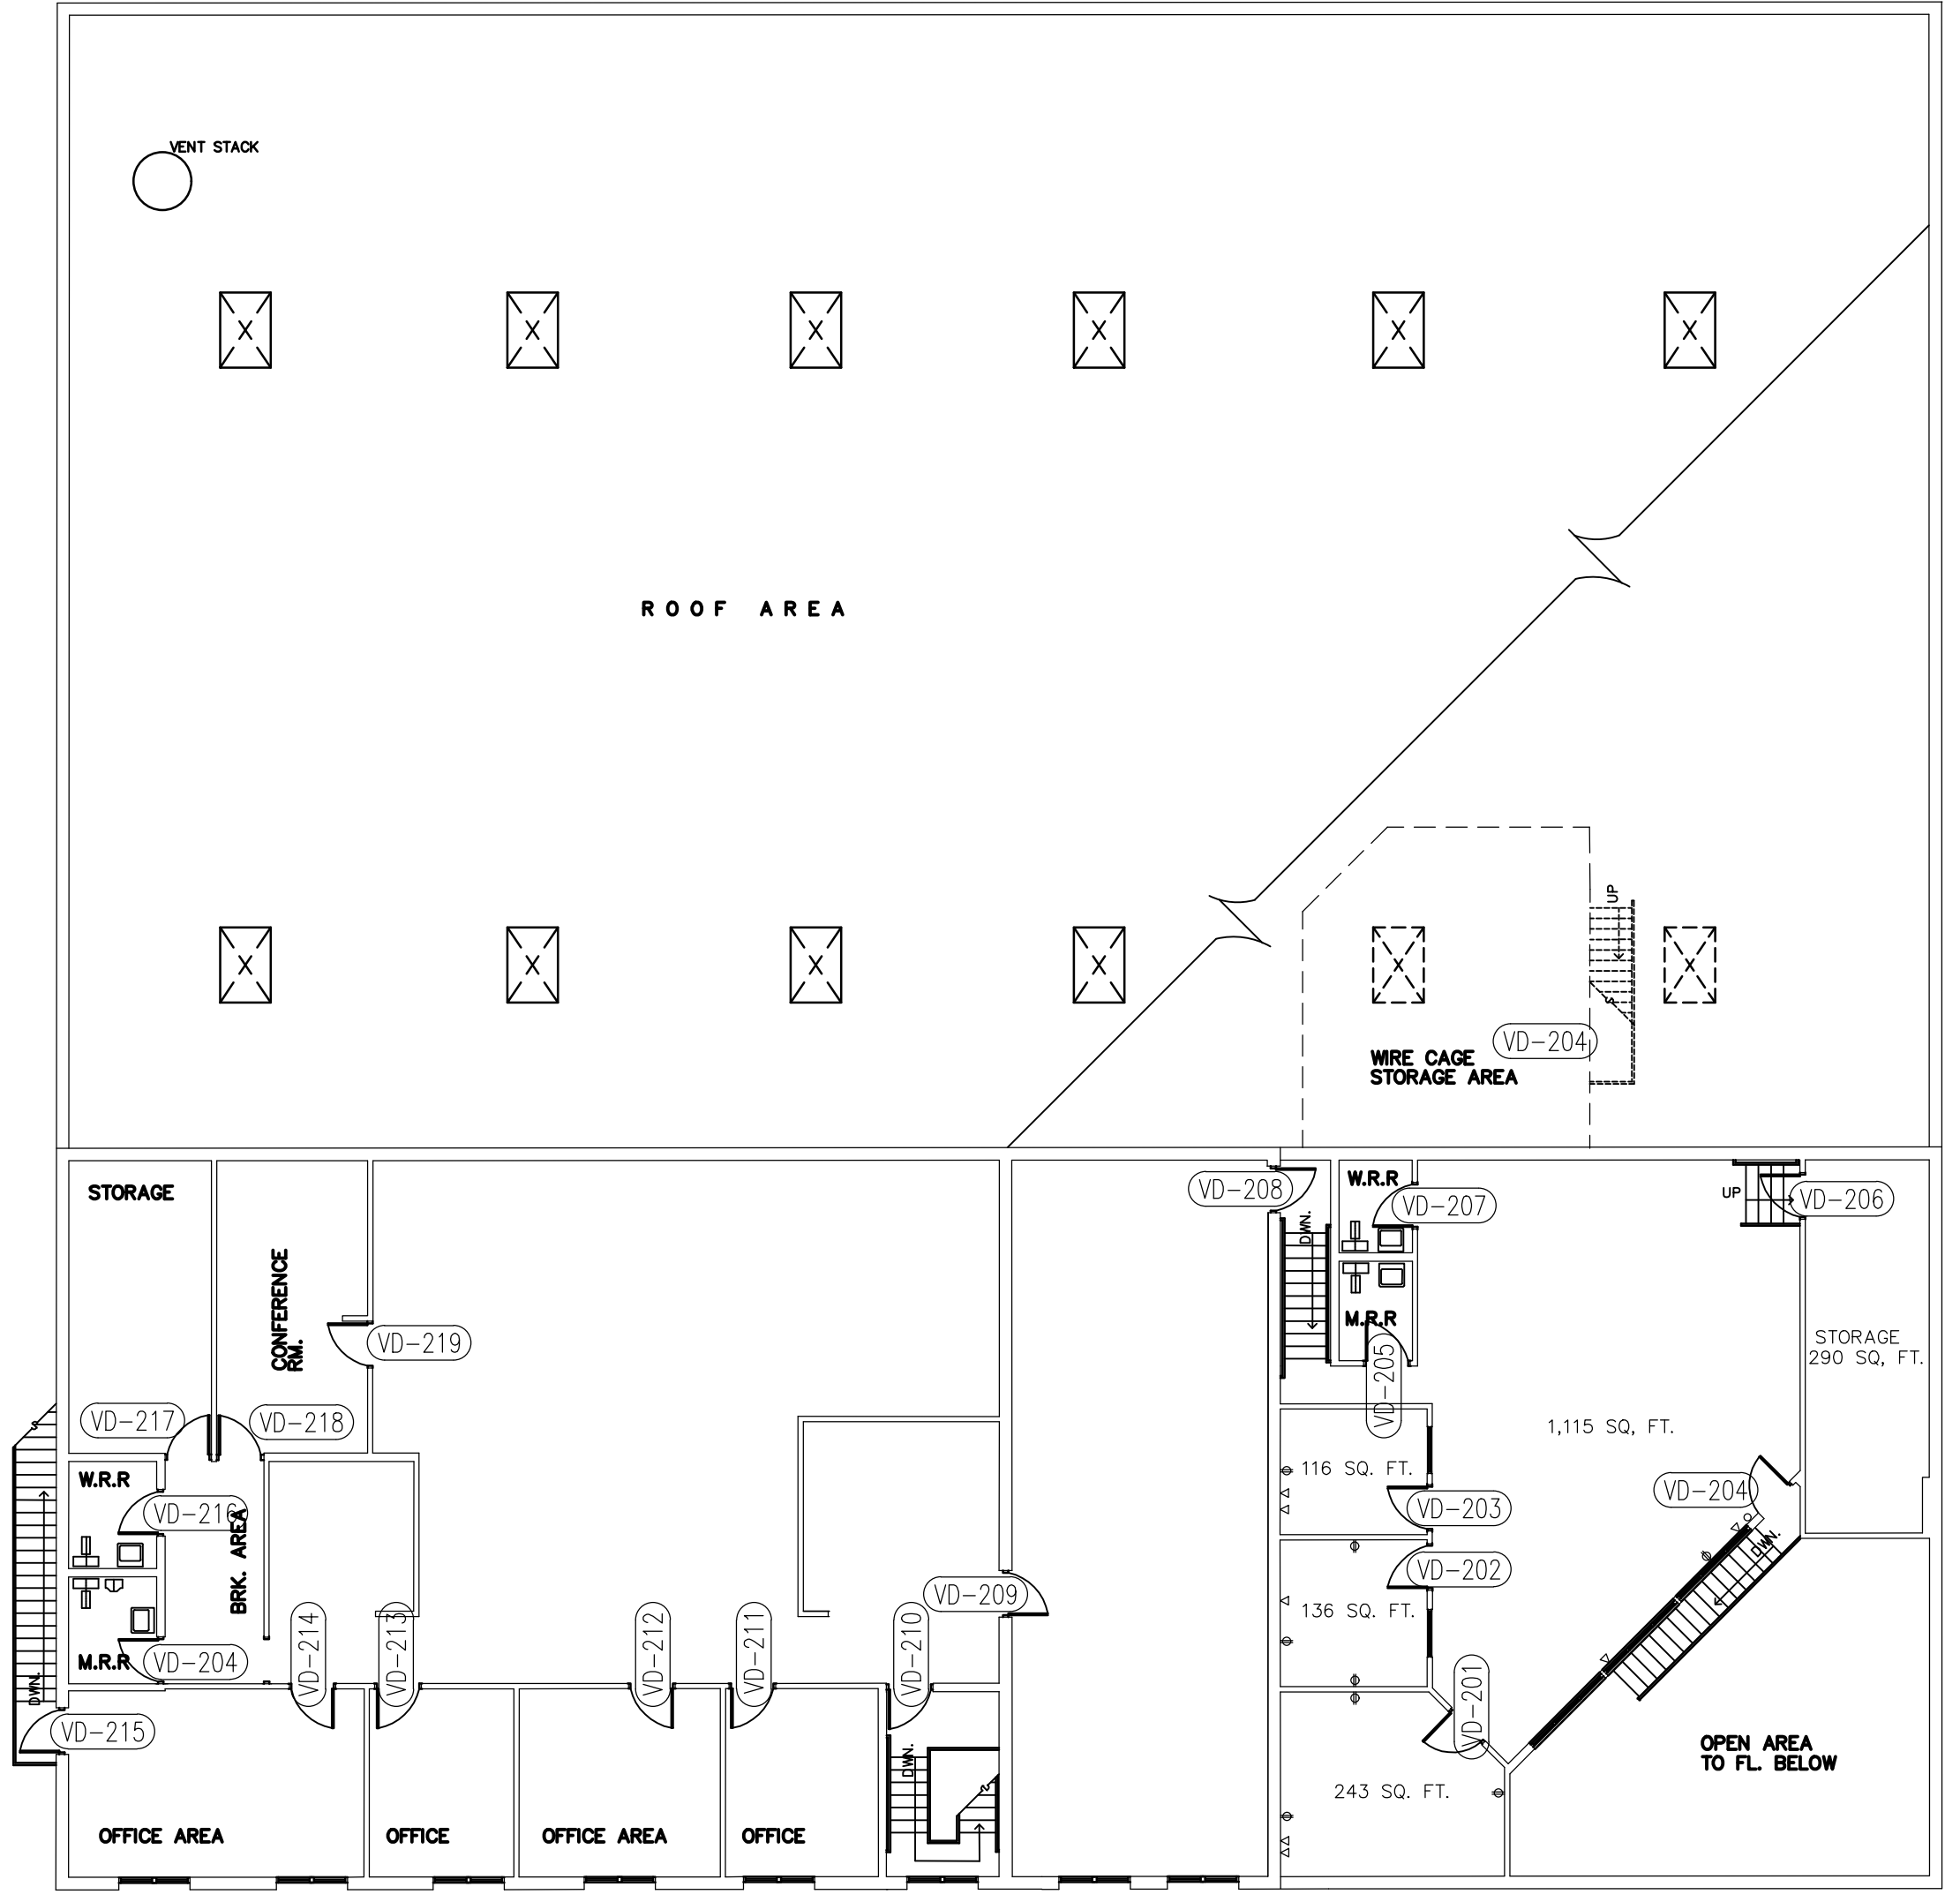 VENT STACK
X X X X X X
ROOF AREA
UP
X X X X X X
S
VD-204
WIRE CAGE
STORAGE AREA
STORAGE
CONFERENCE
RM.
VD-219
VD-208
DWN.
W.R.R
VD-207
M.R.R
VD-205
UP
VD-206
STORAGE
290 SQ, FT.
1,115 SQ, FT.
116 SQ. FT.
VD-203
VD-204
DWN.
VD-217
VD-218
S
W.R.R
VD-216
BRK. AREA
M.R.R
VD-204
DWN.
VD-215
VD-214
VD-213
VD-212
VD-211
VD-210
VD-209
VD-202
136 SQ. FT.
VD-201
243 SQ. FT.
OPEN AREA
TO FL. BELOW
DWN.
S
OFFICE AREA
OFFICE
OFFICE AREA
OFFICE